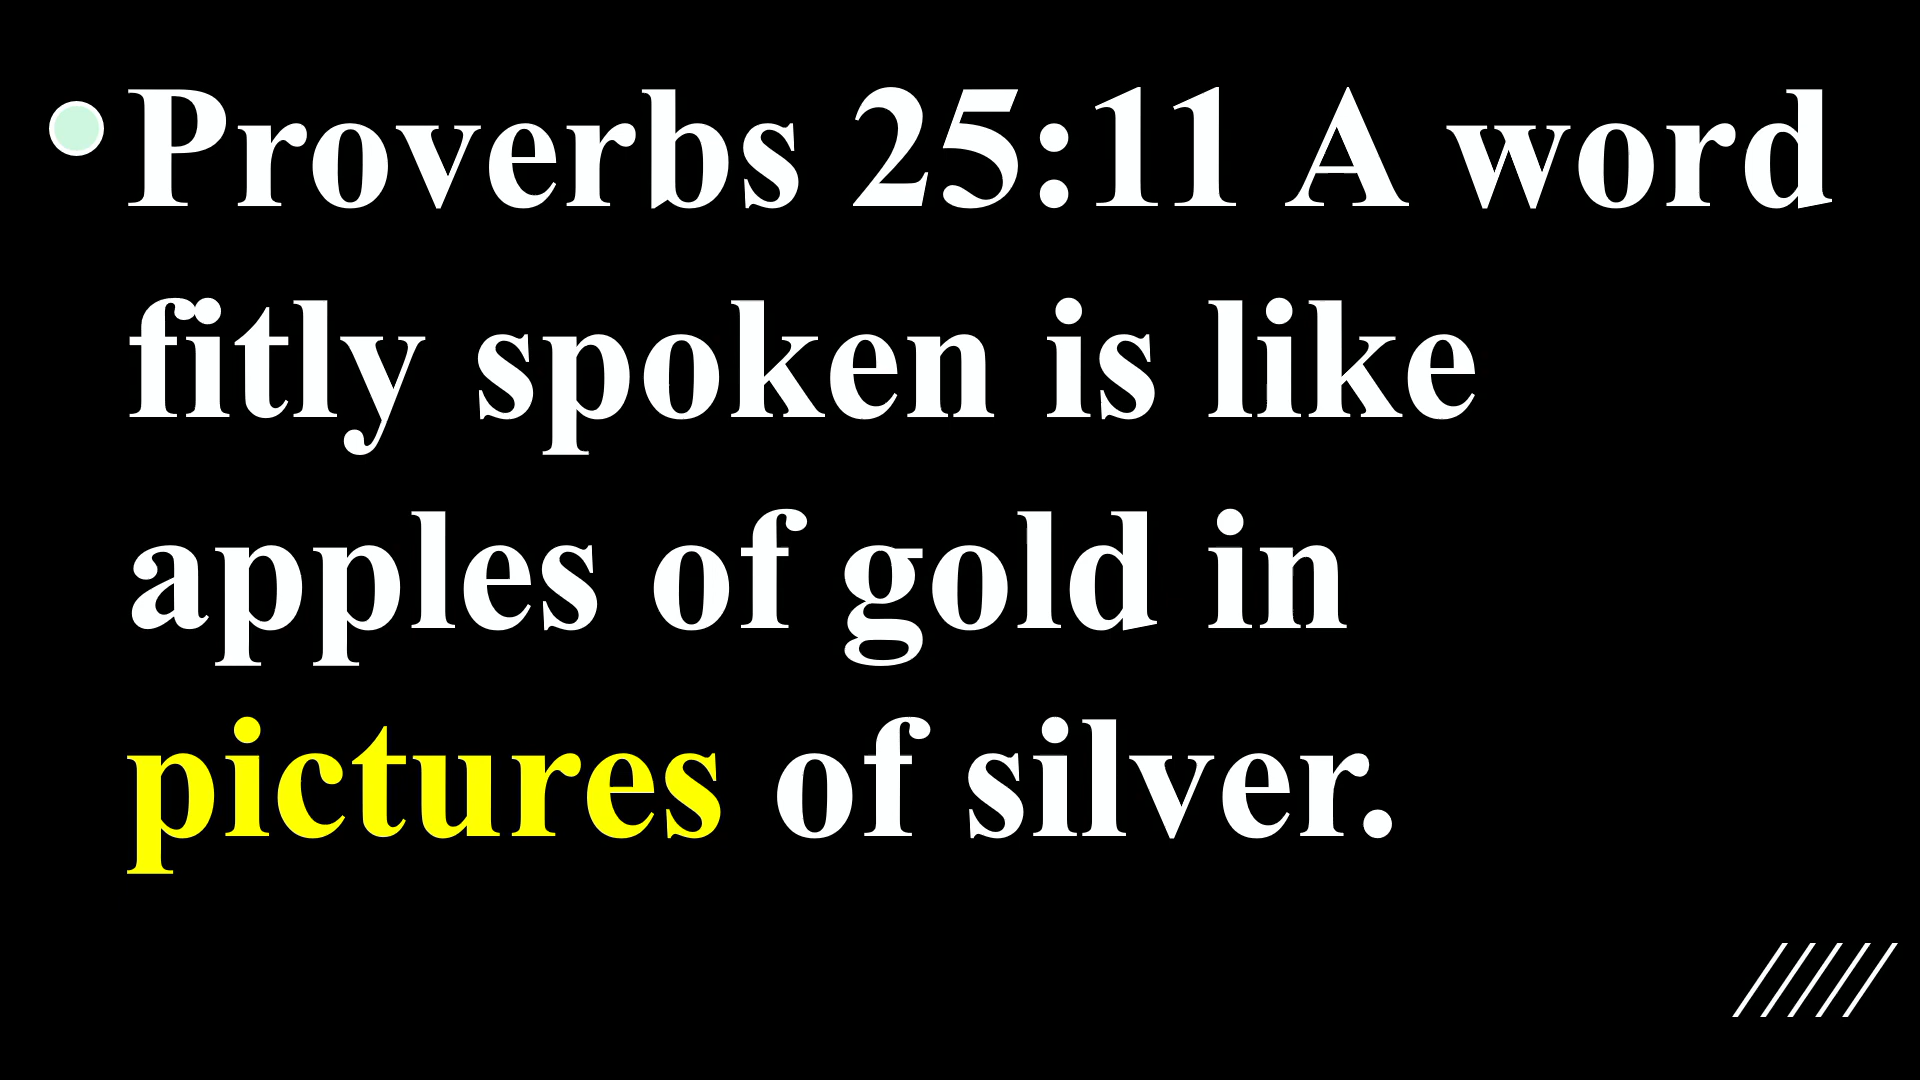 Proverbs 25:11 A word
fitly spoken is like
apples of gold in
pictures of silver.